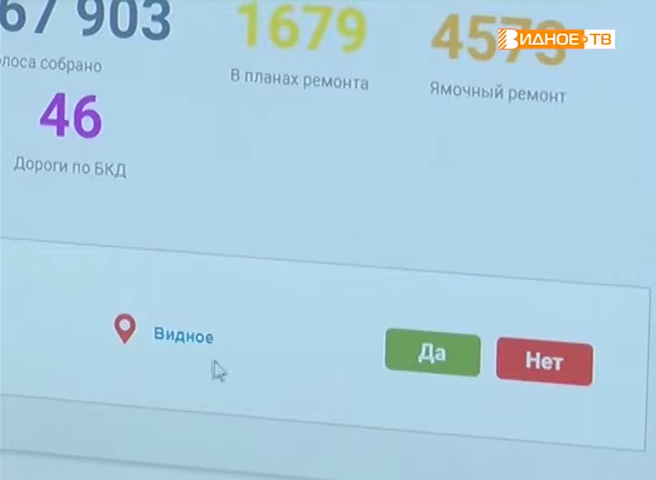 67 903
1679
4573
ВИДНОЕ ТВ
олоса собрано
В планах ремонта
Ямочный ремонт
46
Дороги по БКД
Видное
Да
Нет